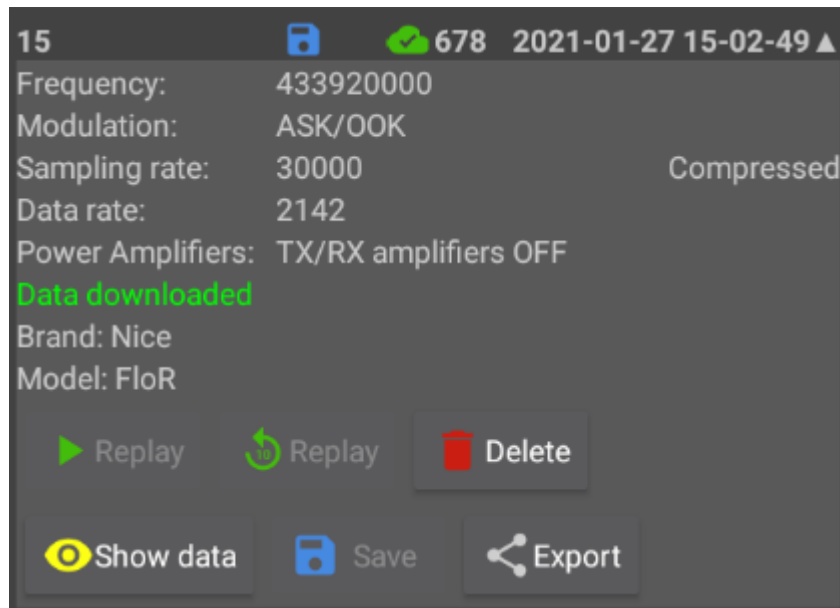 15 678 2021-01-27 15-02-49 ▲
Frequency: 433920000
Modulation: ASK/OOK
Sampling rate: 30000 Compressed
Data rate: 2142
Power Amplifiers: TX/RX amplifiers OFF
Data downloaded
Brand: Nice
Model: FloR
Replay 10 Replay Delete
Show data Save Export